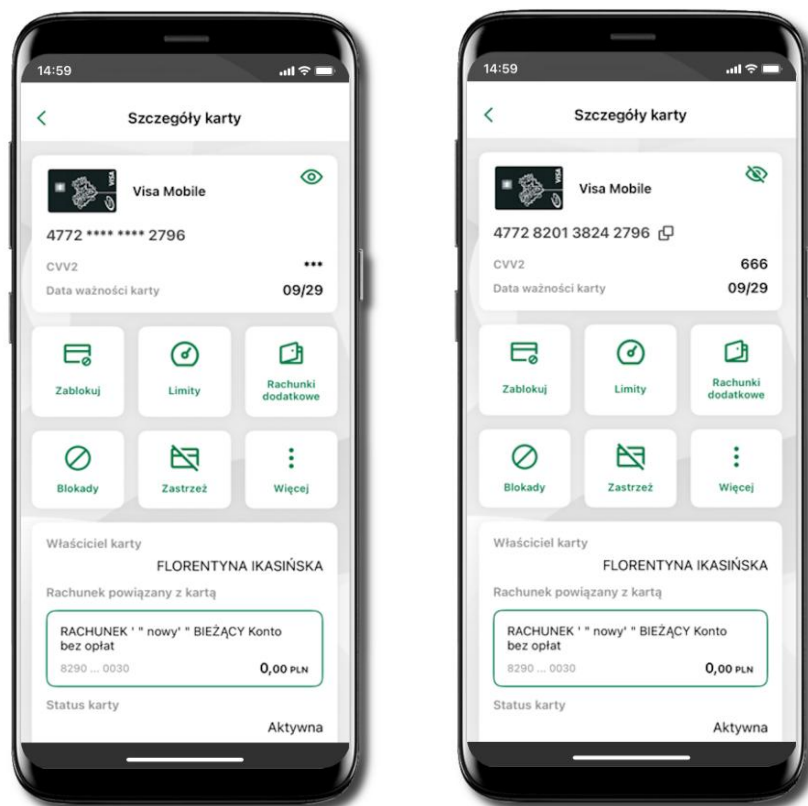 14:59
Szczegóły karty
VISA
Visa Mobile
4772 **** **** 2796
CVV2 ***
Data ważności karty 09/29
Zablokuj Limity Rachunki dodatkowe
Blokady Zastrzeż Więcej
Właściciel karty
FLORENTYNA IKASIŃSKA
Rachunek powiązany z kartą
RACHUNEK ' " nowy' " BIEŻĄCY Konto
bez opłat
8290 ... 0030 0,00 PLN
Status karty
Aktywna
14:59
Szczegóły karty
VISA
Visa Mobile
4772 8201 3824 2796
CVV2 666
Data ważności karty 09/29
Zablokuj Limity Rachunki dodatkowe
Blokady Zastrzeż Więcej
Właściciel karty
FLORENTYNA IKASIŃSKA
Rachunek powiązany z kartą
RACHUNEK ' " nowy' " BIEŻĄCY Konto
bez opłat
8290 ... 0030 0,00 PLN
Status karty
Aktywna